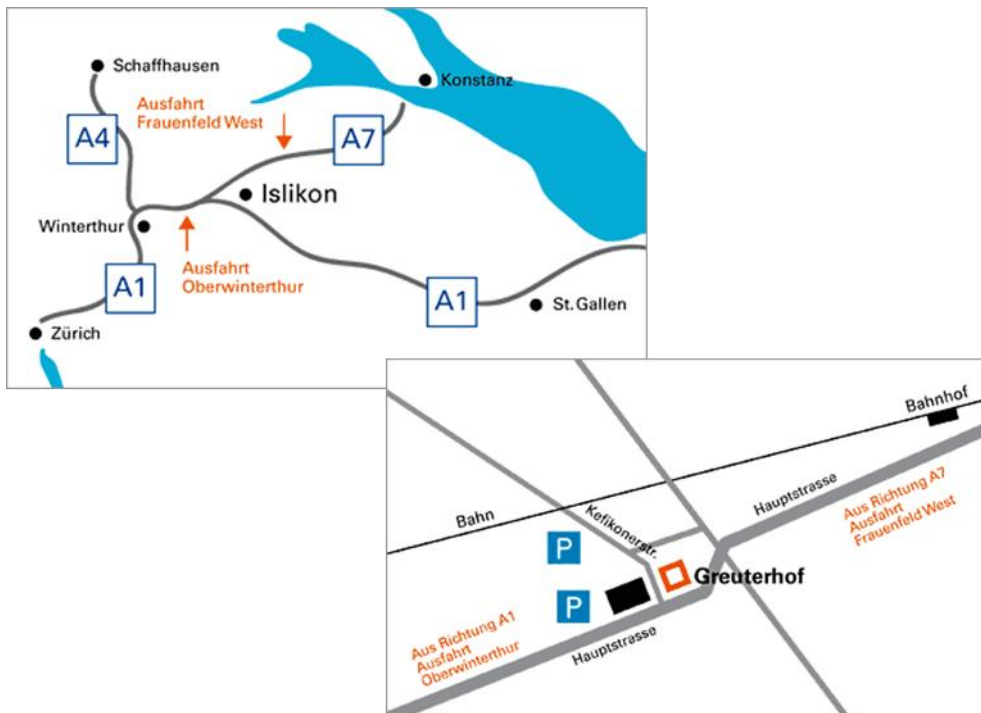 Schaffhausen
Konstanz
Ausfahrt
Frauenfeld West
A4
A7
Islikon
Winterthur
Ausfahrt
Oberwinterthur
A1
A1
St. Gallen
Zürich
Bahnhof
Hauptstrasse
Aus Richtung A7
Ausfahrt
Frauenfeld West
Bahn
Kefikonerstr.
P
Greuterhof
P
Aus Richtung A1
Ausfahrt
Oberwinterthur
Hauptstrasse